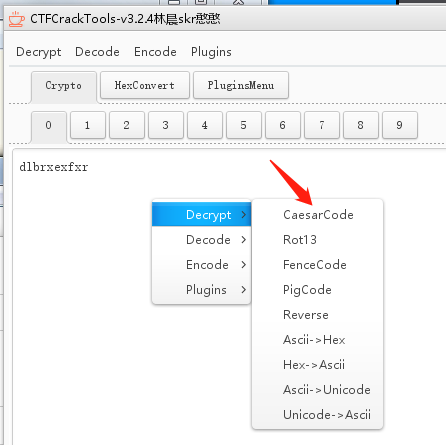 CTFCrackTools-v3.2.4林晨skr憨憨
Decrypt Decode Encode Plugins
Crypto HexConvert PluginsMenu
0 1 2 3 4 5 6 7 8 9
dlbrxexfxr
Decrypt
Decode
Encode
Plugins
CaesarCode
Rot13
FenceCode
PigCode
Reverse
Ascii->Hex
Hex->Ascii
Ascii->Unicode
Unicode->Ascii